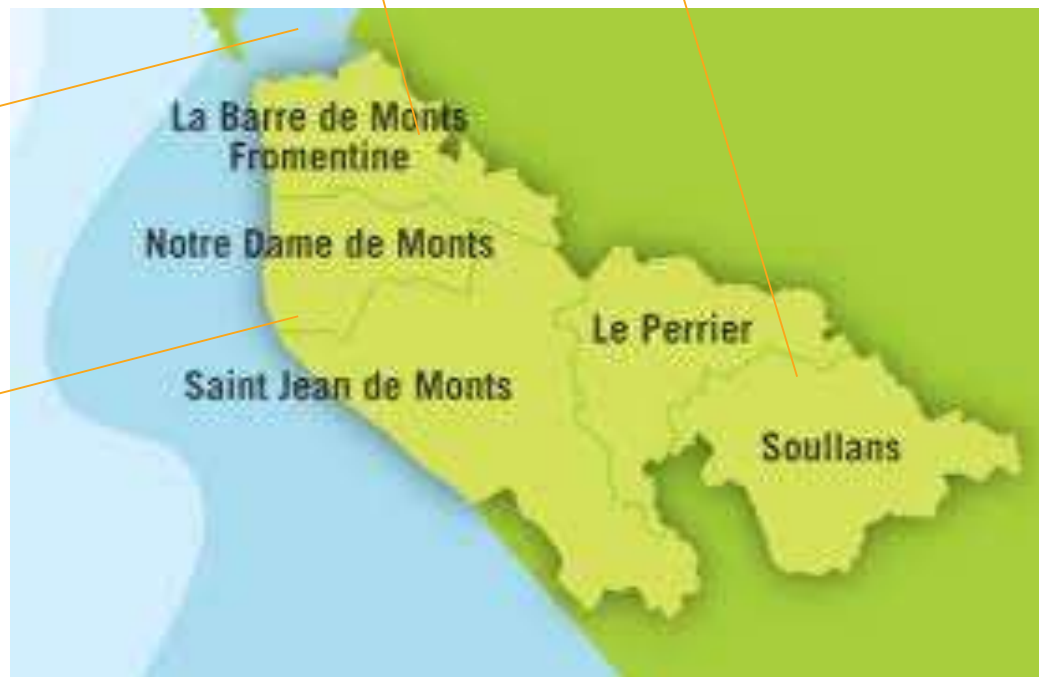 La Barre de Monts
Fromentine
Notre Dame de Monts
Le Perrier
Saint Jean de Monts
Soullans